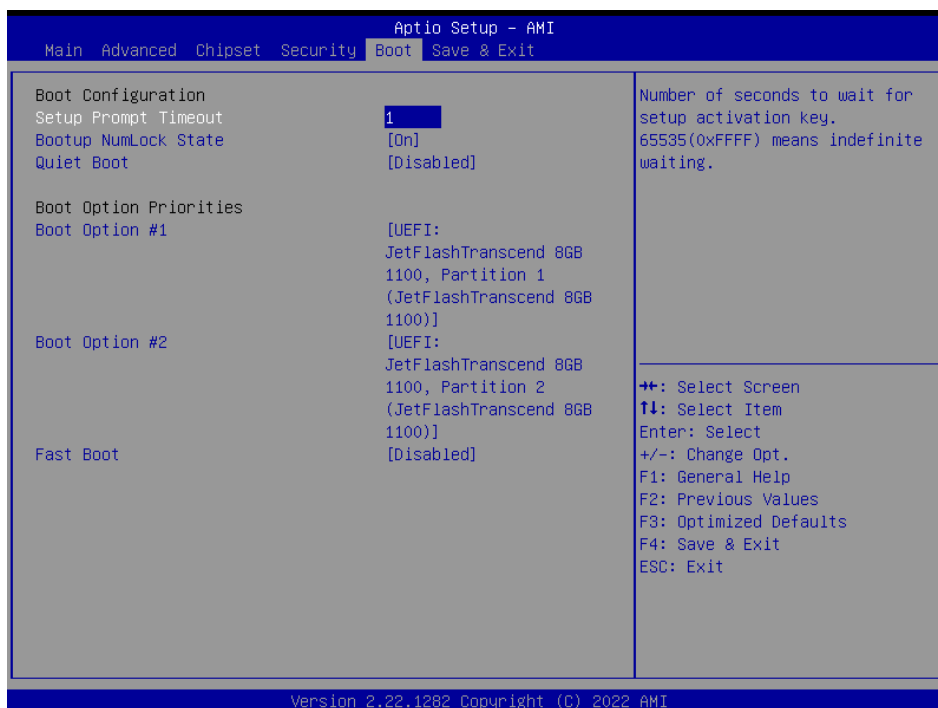 Aptio Setup – AMI
Main Advanced Chipset Security Boot Save & Exit
Boot Configuration
Setup Prompt Timeout 1
Bootup NumLock State [On]
Quiet Boot [Disabled]
Boot Option Priorities
Boot Option #1 [UEFI:
JetFlashTranscend 8GB
1100, Partition 1
(JetFlashTranscend 8GB
1100)]
Boot Option #2 [UEFI:
JetFlashTranscend 8GB
1100, Partition 2
(JetFlashTranscend 8GB
1100)]
Fast Boot [Disabled]
Number of seconds to wait for
setup activation key.
65535(0xFFFF) means indefinite
waiting.
→←: Select Screen
↑↓: Select Item
Enter: Select
+/-: Change Opt.
F1: General Help
F2: Previous Values
F3: Optimized Defaults
F4: Save & Exit
ESC: Exit
Version 2.22.1282 Copyright (C) 2022 AMI